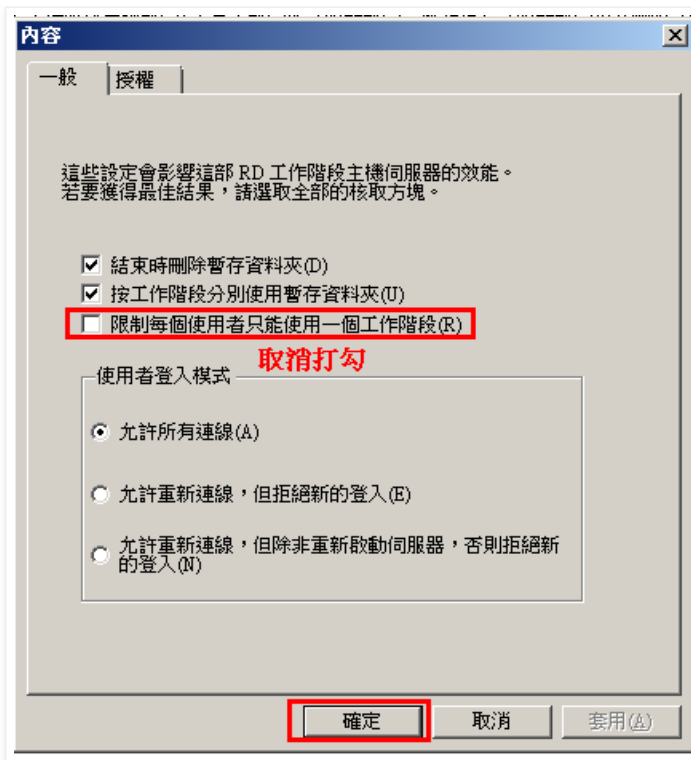 內容
一般
授權
這些設定會影響這部 RD 工作階段主機伺服器的效能。
若要獲得最佳結果，請選取全部的核取方塊。
結束時刪除暫存資料夾(D)
按工作階段分別使用暫存資料夾(U)
限制每個使用者只能使用一個工作階段(R)
取消打勾
使用者登入模式
允許所有連線(A)
允許重新連線，但拒絕新的登入(E)
允許重新連線，但除非重新啟動伺服器，否則拒絕新
的登入(N)
確定
取消
套用(A)